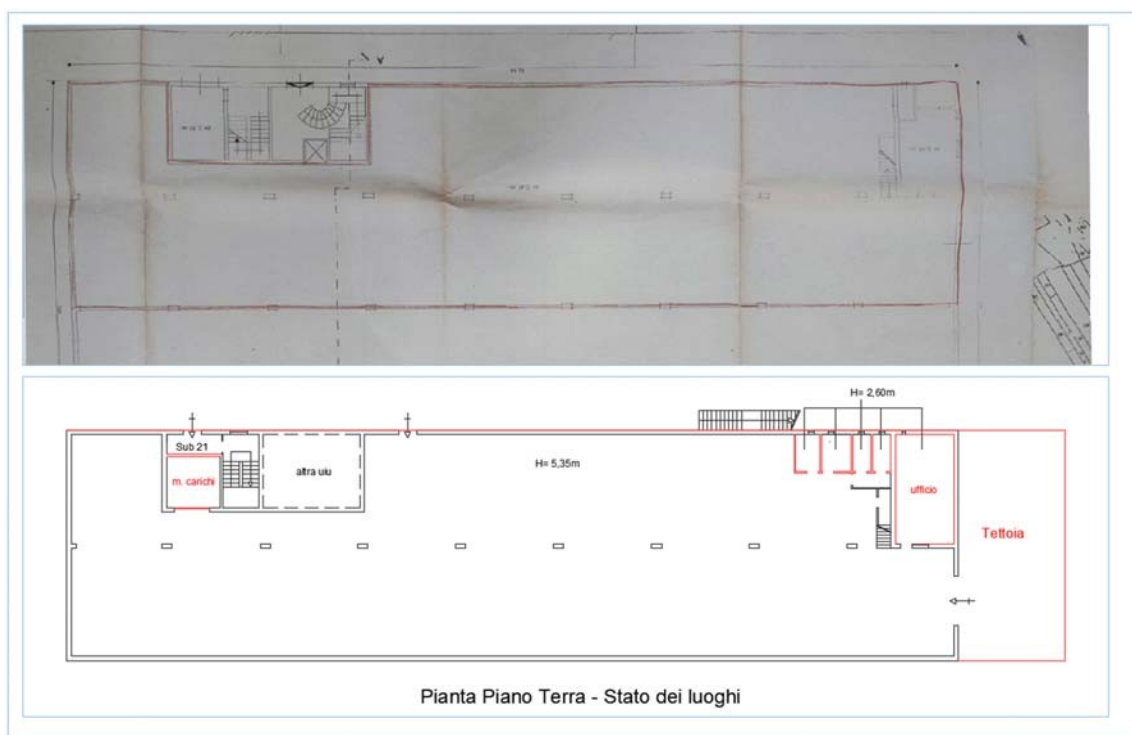 H= 2,60m
Sub 21
m. carichi
altra uiu
H= 5,35m
ufficio
Tettoia
Pianta Piano Terra - Stato dei luoghi